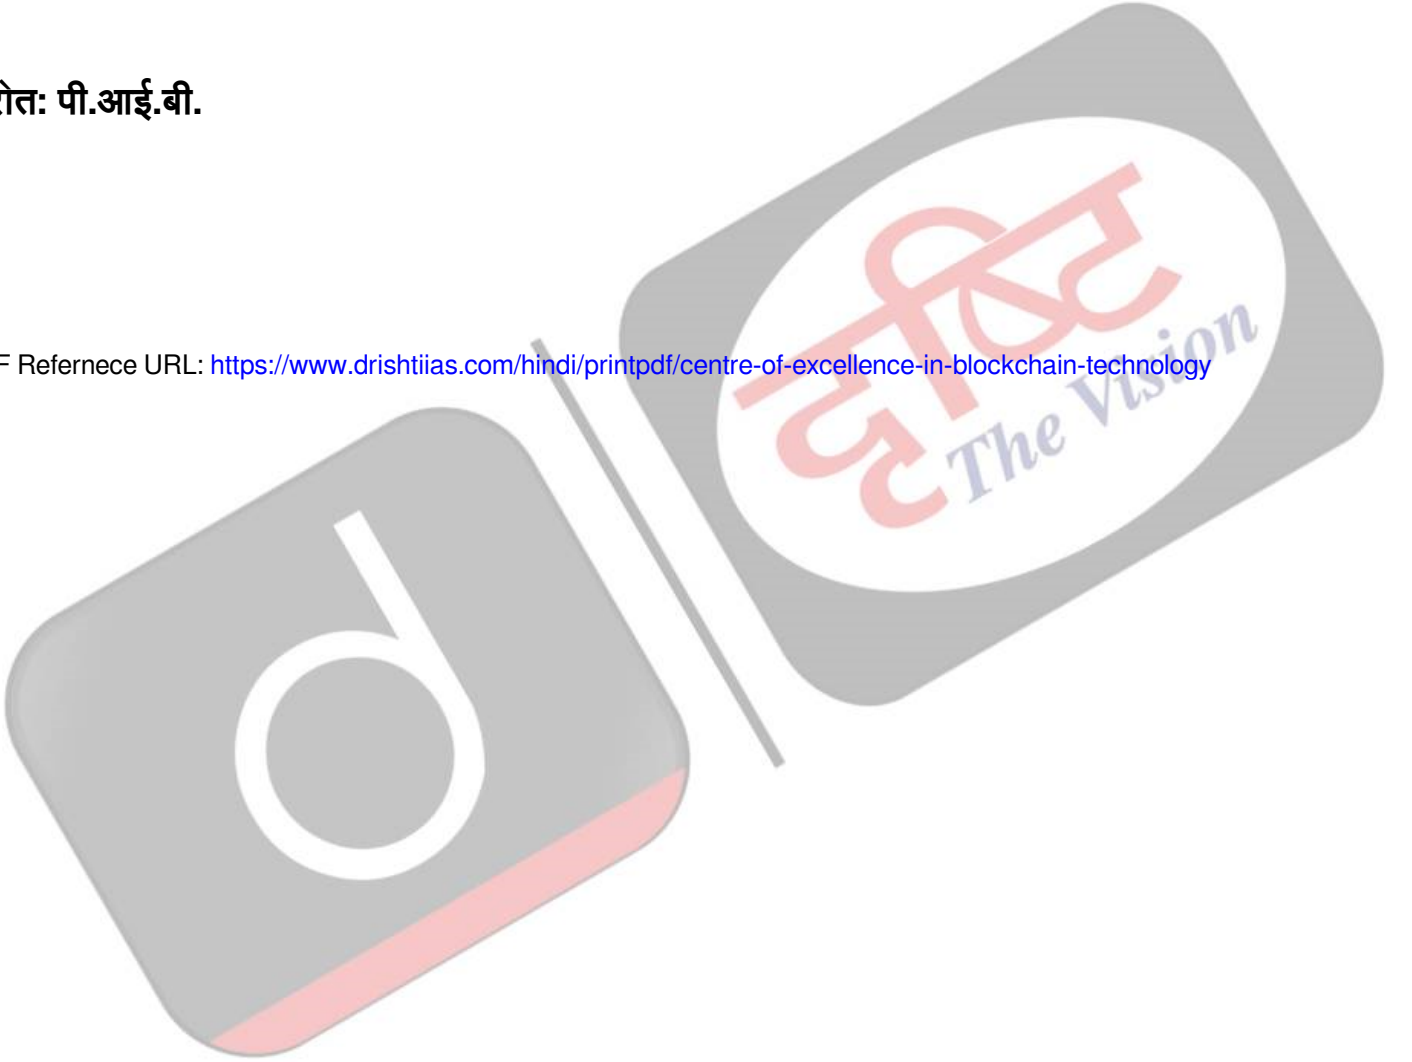 रोत: पी.आई.बी.
दृष्टि
The Vision
F Refernece URL: https://www.drishtiias.com/hindi/printpdf/centre-of-excellence-in-blockchain-technology
d